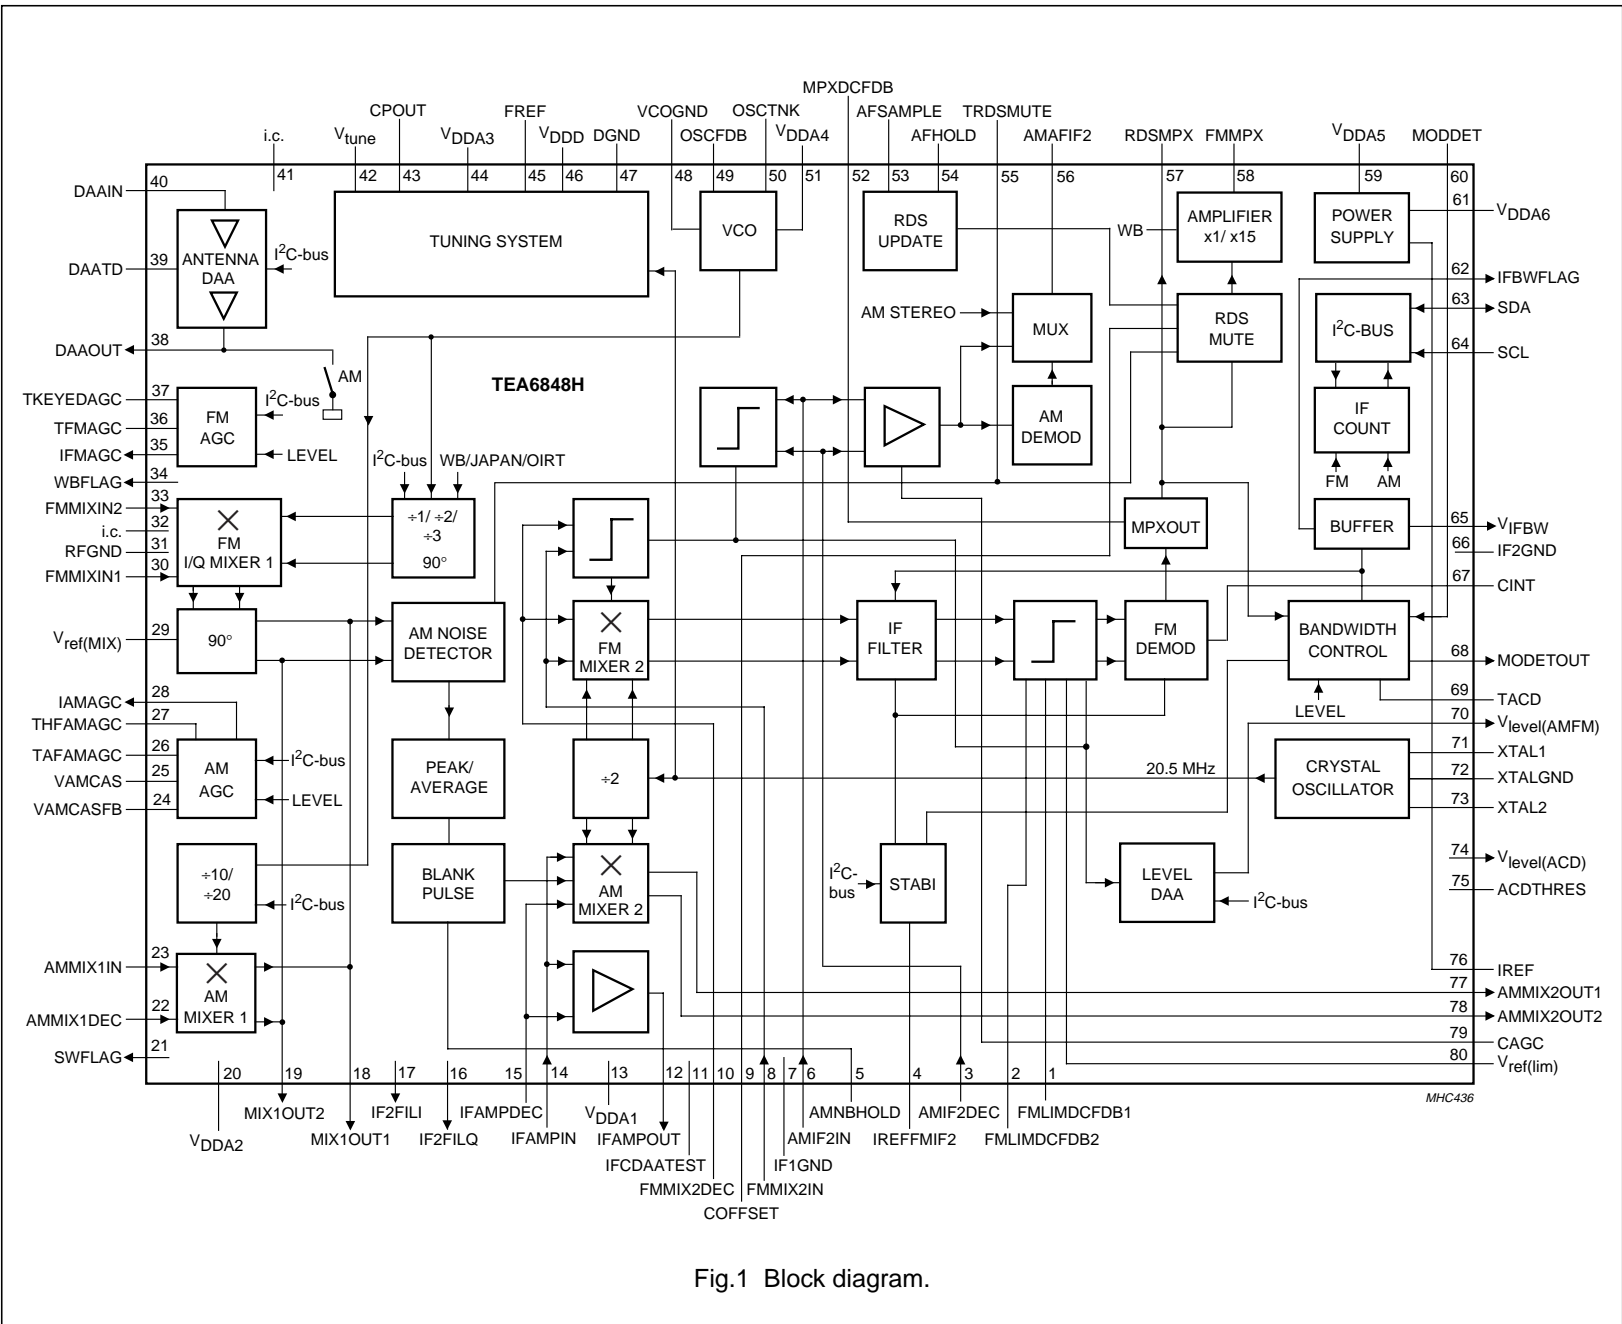 MPXDCFDB
CPOUT FREF VCOGND OSCTNK AFSAMPLE TRDSMUTE
i.c. Vtune VDDA3 VDDD DGND OSCFDB VDDA4 AFHOLD AMAFIF2 RDSMPX FMMPX VDDA5 MODDET
40 41 42 43 44 45 46 47 48 49 50 51 52 53 54 55 56 57 58 59 60
DAAIN
61 VDDA6
ANTENNA
DAA
I2C-bus
TUNING SYSTEM
VCO
RDS
UPDATE
WB
AMPLIFIER
x1/ x15
POWER
SUPPLY
DAATD 39
62 IFBWFLAG
AM STEREO
MUX
RDS
MUTE
I2C-BUS
63 SDA
64 SCL
DAAOUT 38
AM
TEA6848H
TKEYEDAGC 37
TFMAGC 36
IFMAGC 35
FM
AGC
I2C-bus
LEVEL
AM
DEMOD
IF
COUNT
FM AM
WBFLAG 34
I2C-bus WB/JAPAN/OIRT
FMMIXIN2 33
i.c. 32
RFGND 31
FMMIXIN1 30
FM
I/Q MIXER 1
÷1/ ÷2/
÷3
90°
MPXOUT
BUFFER
65 VIFBW
66 IF2GND
67 CINT
Vref(MIX) 29
90°
AM NOISE
DETECTOR
FM
MIXER 2
IF
FILTER
FM
DEMOD
BANDWIDTH
CONTROL
68 MODETOUT
69 TACD
LEVEL
70 Vlevel(AMFM)
IAMAGC 28
THFAMAGC 27
TAFAMAGC 26
VAMCAS 25
VAMCASFB 24
AM
AGC
I2C-bus
LEVEL
PEAK/
AVERAGE
÷2
20.5 MHz
CRYSTAL
OSCILLATOR
71 XTAL1
72 XTALGND
73 XTAL2
÷10/
÷20
I2C-bus
BLANK
PULSE
AM
MIXER 2
I2C-
bus
STABI
LEVEL
DAA
I2C-bus
74 Vlevel(ACD)
75 ACDTHRES
AMMIX1IN 23
AMMIX1DEC 22
AM
MIXER 1
76 IREF
77 AMMIX2OUT1
78 AMMIX2OUT2
79 CAGC
80 Vref(lim)
SWFLAG 21
20 19 18 17 16 15 14 13 12 11 10 9 8 7 6 5 4 3 2 1
MHC436
MIX1OUT2 IF2FILI IFAMPDEC VDDA1 AMNBHOLD AMIF2DEC FMLIMDCFDB1
VDDA2 MIX1OUT1 IF2FILQ IFAMPIN IFAMPOUT AMIF2IN IREFFMIF2 FMLIMDCFDB2
IFCDAATEST IF1GND
FMMIX2DEC FMMIX2IN
COFFSET
Fig.1 Block diagram.